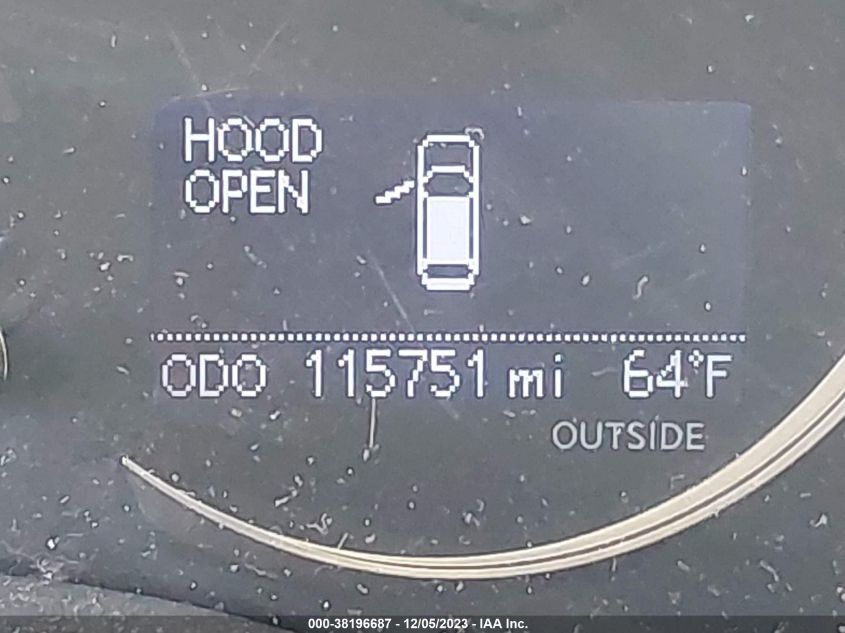 HOOD
OPEN
ODO 115751 mi 64°F
OUTSIDE
000-38196687 - 12/05/2023 - IAA Inc.